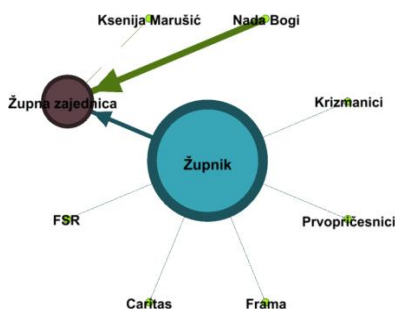 Ksenija Marušić
Nada Bogi
Župna zajednica
Krizmanici
Župnik
FSR
Prvopričesnici
Caritas
Frama